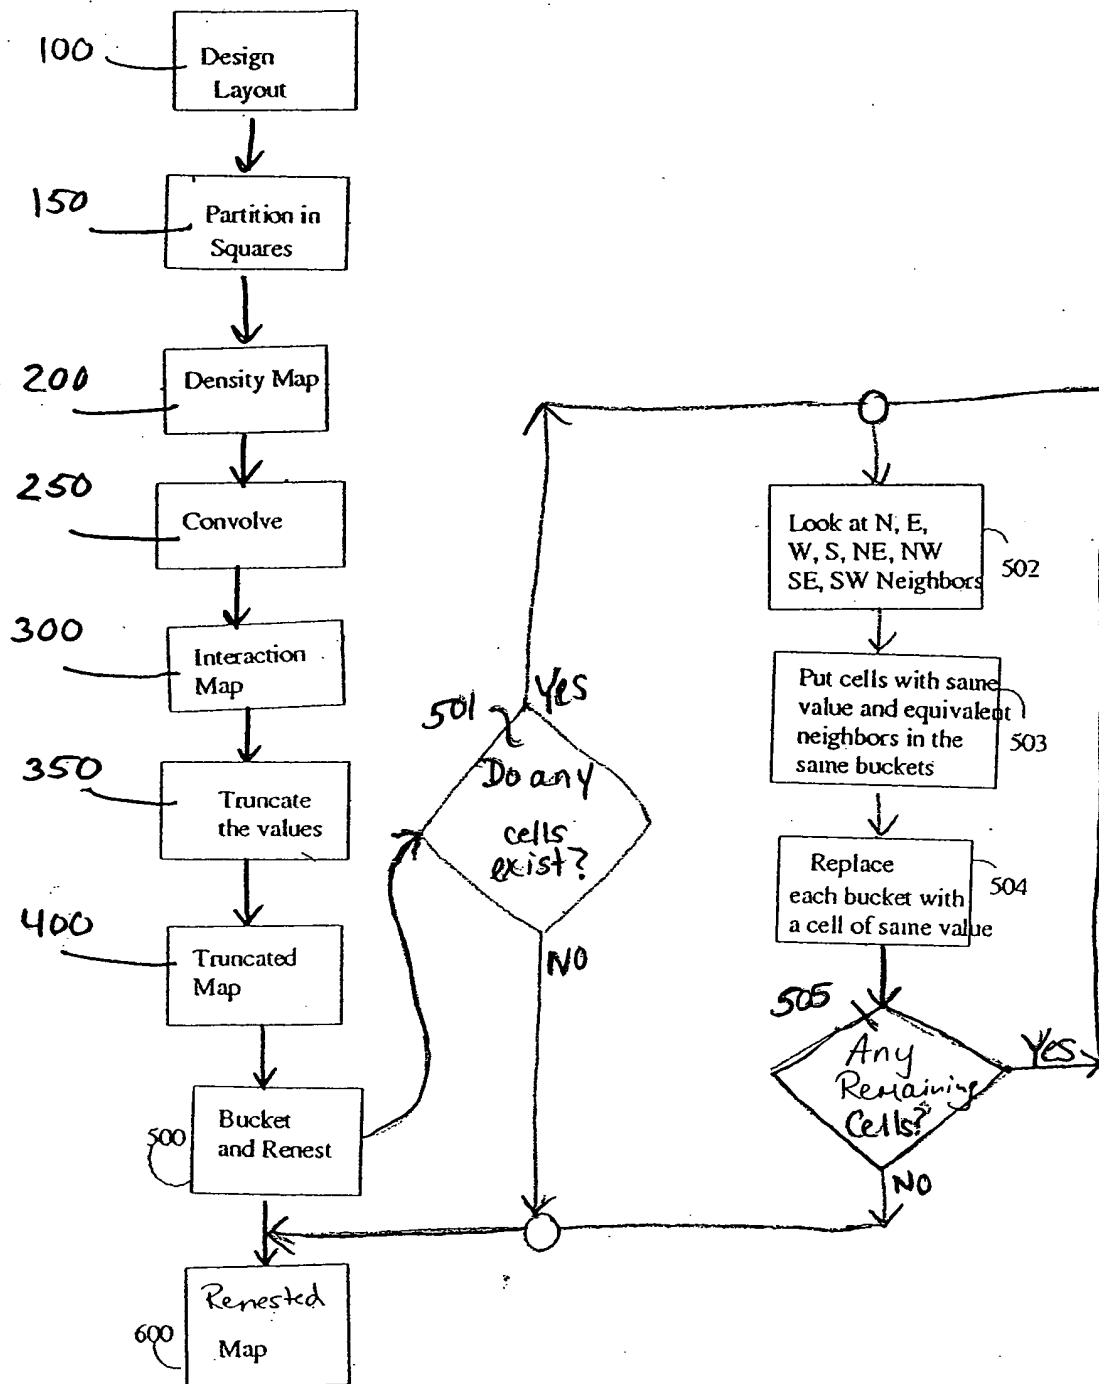 100
Design
Layout
150
Partition in
Squares
200
Density Map
250
Convolve
300
Interaction
Map
350
Truncate
the values
400
Truncated
Map
500
Bucket
and Renest
600
Renested
Map
501
Yes
Do any
cells
exist?
NO
Look at N, E,
W, S, NE, NW
SE, SW Neighbors
502
Put cells with same
value and equivalent
neighbors in the
same buckets
503
Replace
each bucket with
a cell of same value
504
505
Any
Remaining
Cells?
Yes
NO